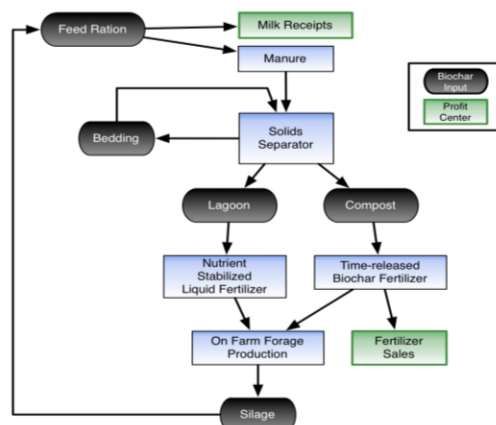 Feed Ration
Milk Receipts
Manure
Biochar
Input
Profit
Center
Bedding
Solids
Separator
Lagoon
Compost
Nutrient
Stabilized
Liquid Fertilizer
Time-released
Biochar Fertilizer
On Farm Forage
Production
Fertilizer
Sales
Silage